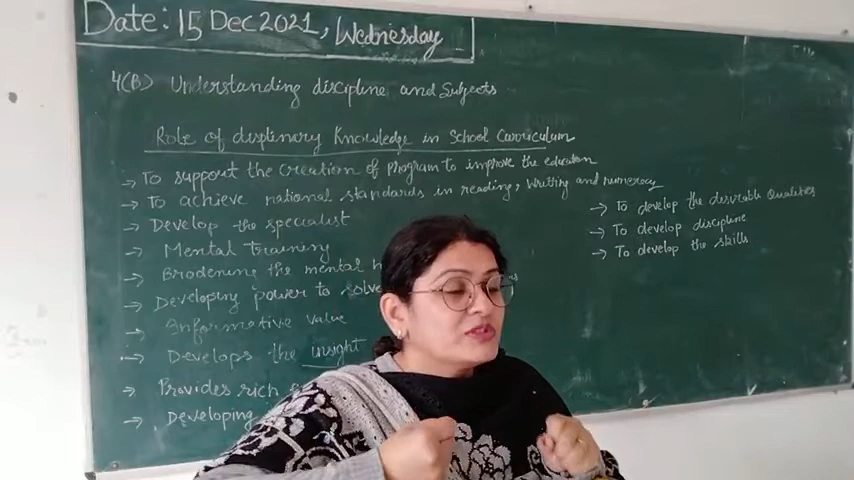 Date: 15 Dec 2021, Wednesday
4(B) Understanding discipline and Subjects
Role of displenery Knowledge in School Curriculum
→ To support the creation of program to improve the education
→ To achieve national standards in reading, writing and numeracy
→ Develop the specialist
→ Mental training
→ Brodening the mental
→ Developing power to solve
→ Informative value
→ Develops the insight
→ Provides rich
→ Developing
→ To develop the desirable qualities
→ To develop discipline
→ To develop the skills